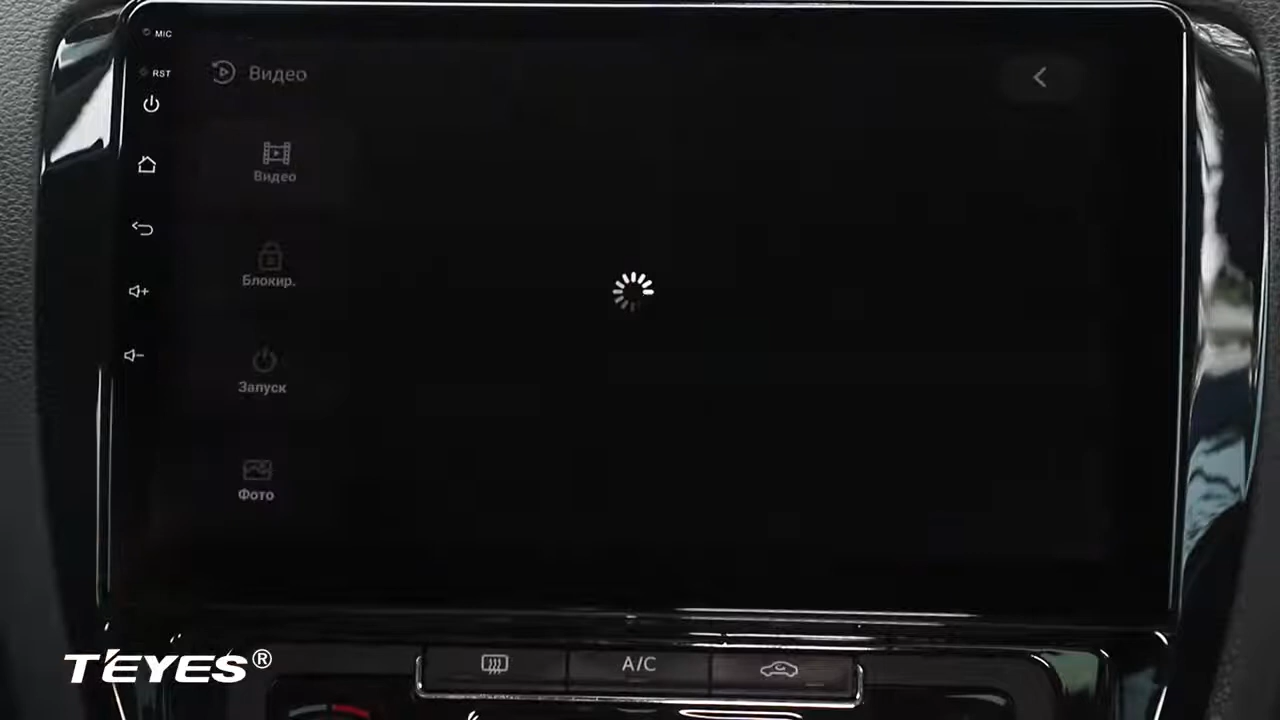 MIC
RST
Видео
Видео
Блокир.
Запуск
Фото
TEYES®
A/C